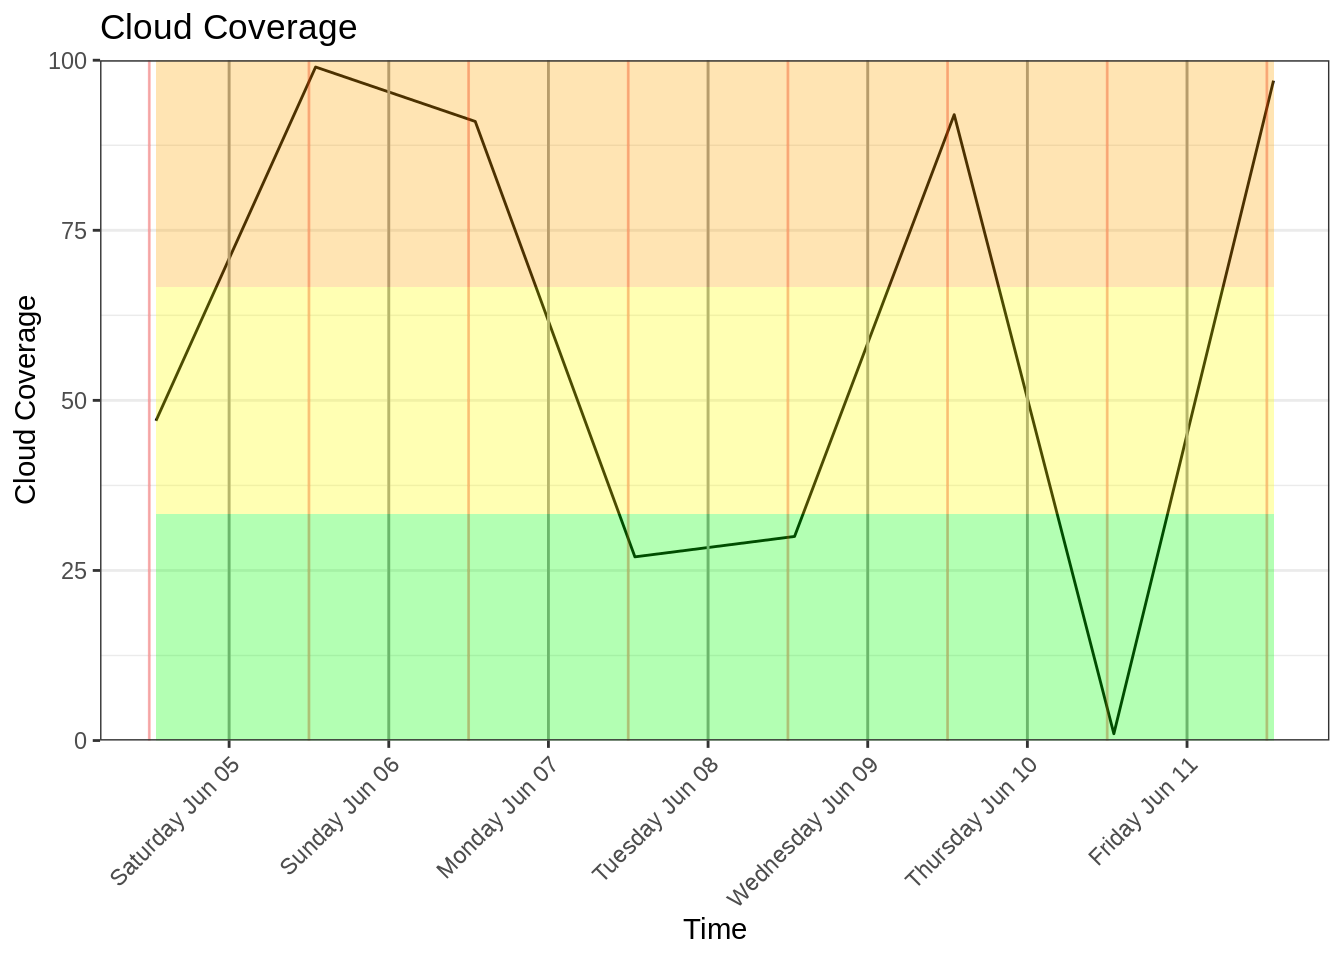 Cloud Coverage
100
75
50
25
0
Cloud Coverage
Saturday Jun 05
Sunday Jun 06
Monday Jun 07
Tuesday Jun 08
Wednesday Jun 09
Thursday Jun 10
Friday Jun 11
Time